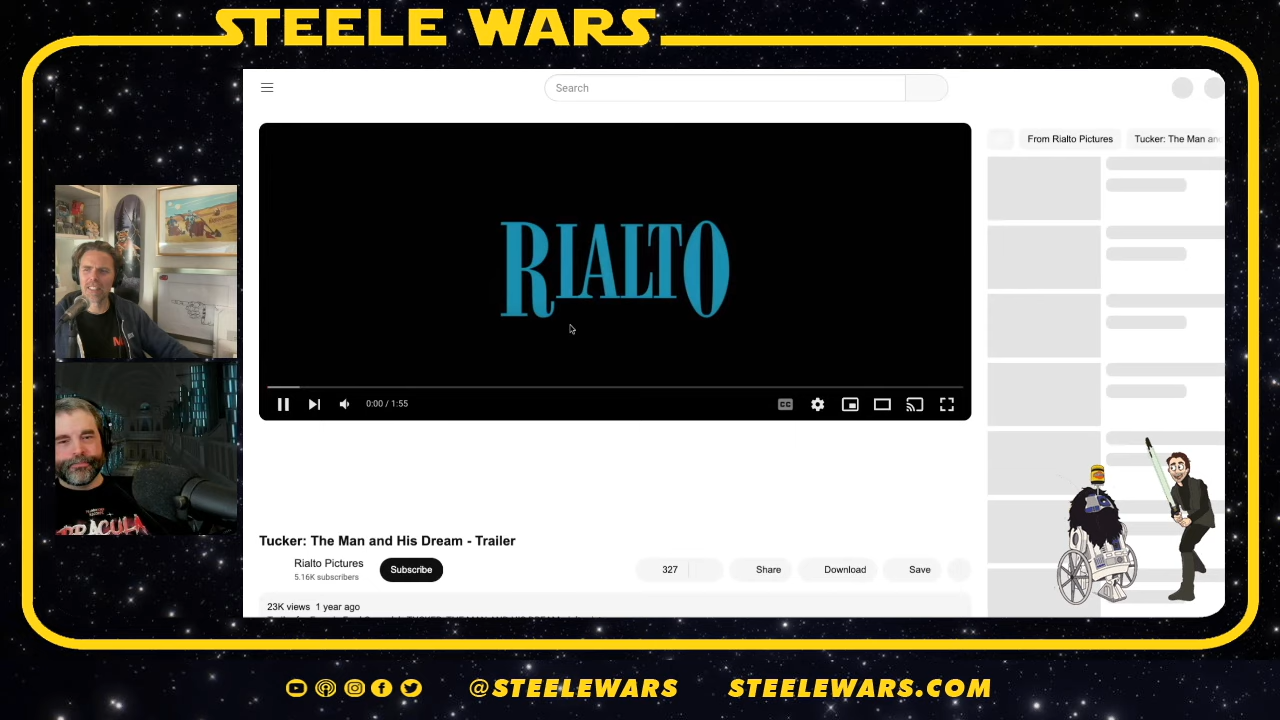 STEELE WARS
Search
From Rialto Pictures
Tucker: The Man an
RIALTO
0:00 / 1:55
CC
DRACULA
Tucker: The Man and His Dream - Trailer
Rialto Pictures
5.16K subscribers
Subscribe
327
Share
Download
Save
23K views 1 year ago
@STEELEWARS
STEELEWARS.COM